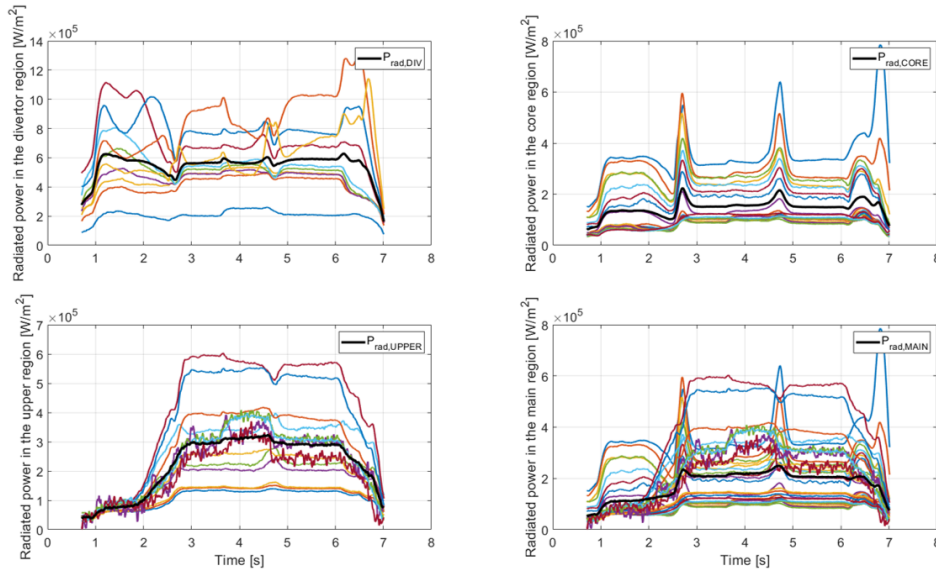 ×10⁵
Radiated power in the divertor region [W/m²]
14
12
10
8
6
4
2
0
0 1 2 3 4 5 6 7 8
P_rad,DIV
×10⁵
Radiated power in the core region [W/m²]
8
6
4
2
0
0 1 2 3 4 5 6 7 8
P_rad,CORE
×10⁵
Radiated power in the upper region [W/m²]
7
6
5
4
3
2
1
0
0 1 2 3 4 5 6 7 8
Time [s]
P_rad,UPPER
×10⁵
Radiated power in the main region [W/m²]
8
6
4
2
0
0 1 2 3 4 5 6 7 8
Time [s]
P_rad,MAIN